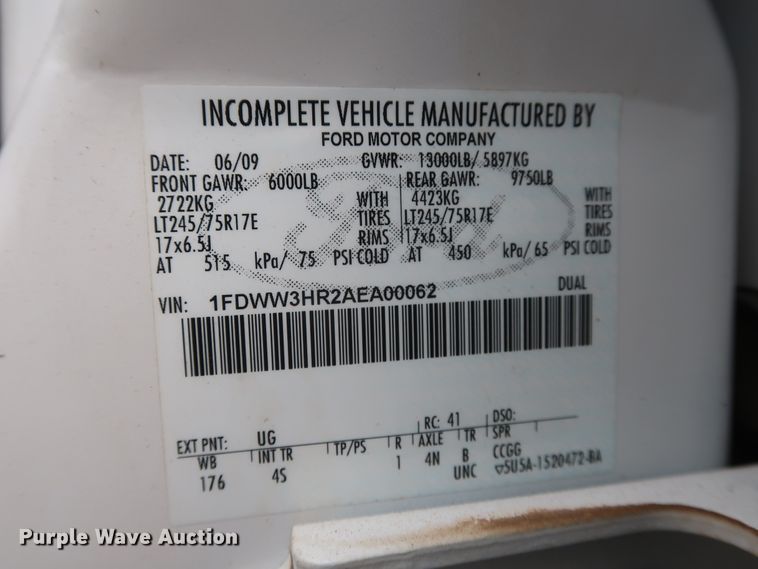 INCOMPLETE VEHICLE MANUFACTURED BY
FORD MOTOR COMPANY
DATE: 06/09 GVWR: 13000LB/ 5897KG
FRONT GAWR: 6000LB REAR GAWR: 9750LB
2722KG WITH 4423KG WITH
LT245/75R17E TIRES LT245/75R17E TIRES
17x6.5J RIMS 17x6.5J RIMS
AT 515 kPa/ 75 PSI COLD AT 450 kPa/ 65 PSI COLD
VIN: 1FDWW3HR2AEA00062 DUAL
RC: 41 DSO:
EXT PNT: UG
WB INT TR TP/PS R AXLE TR SPR
176 4S 1 4N B CCGG
UNC 5U5A-1520472-BA
Ford
Purple Wave Auction